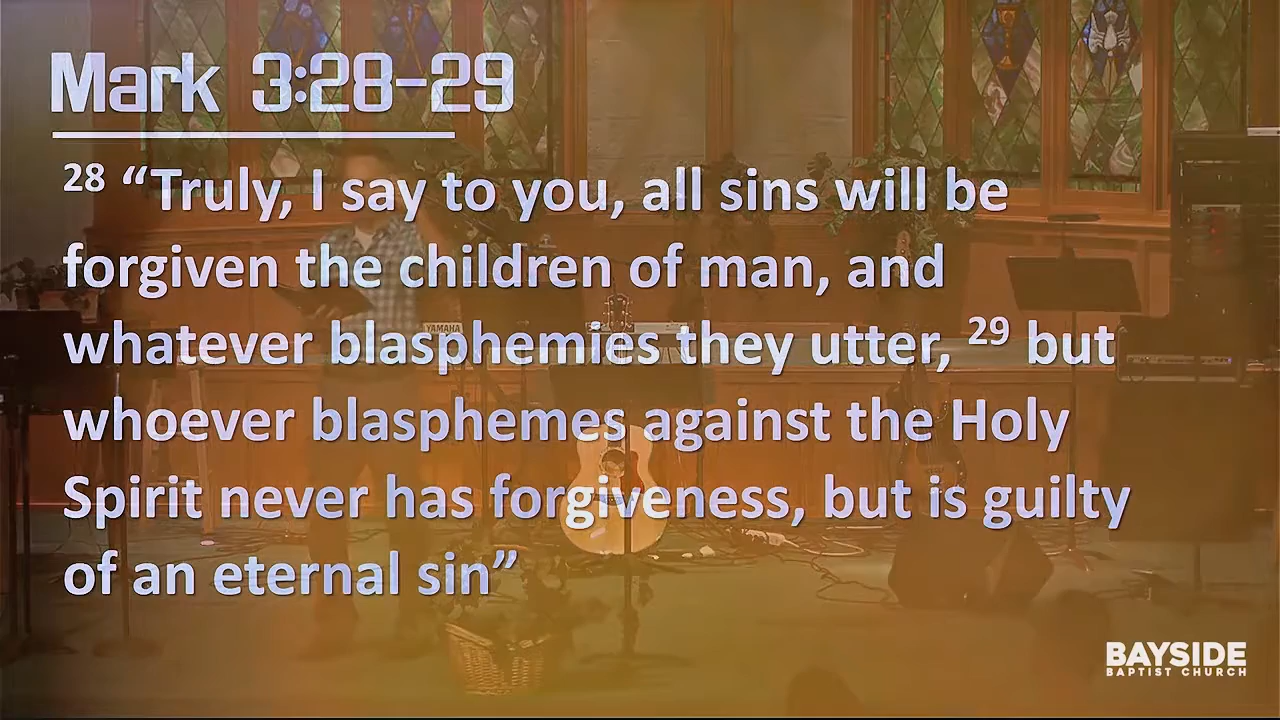 Mark 3:28-29
28 “Truly, I say to you, all sins will be
forgiven the children of man, and
whatever blasphemies they utter, 29 but
YAMAHA
whoever blasphemes against the Holy
Spirit never has forgiveness, but is guilty
of an eternal sin”
BAYSIDE
BAPTIST CHURCH